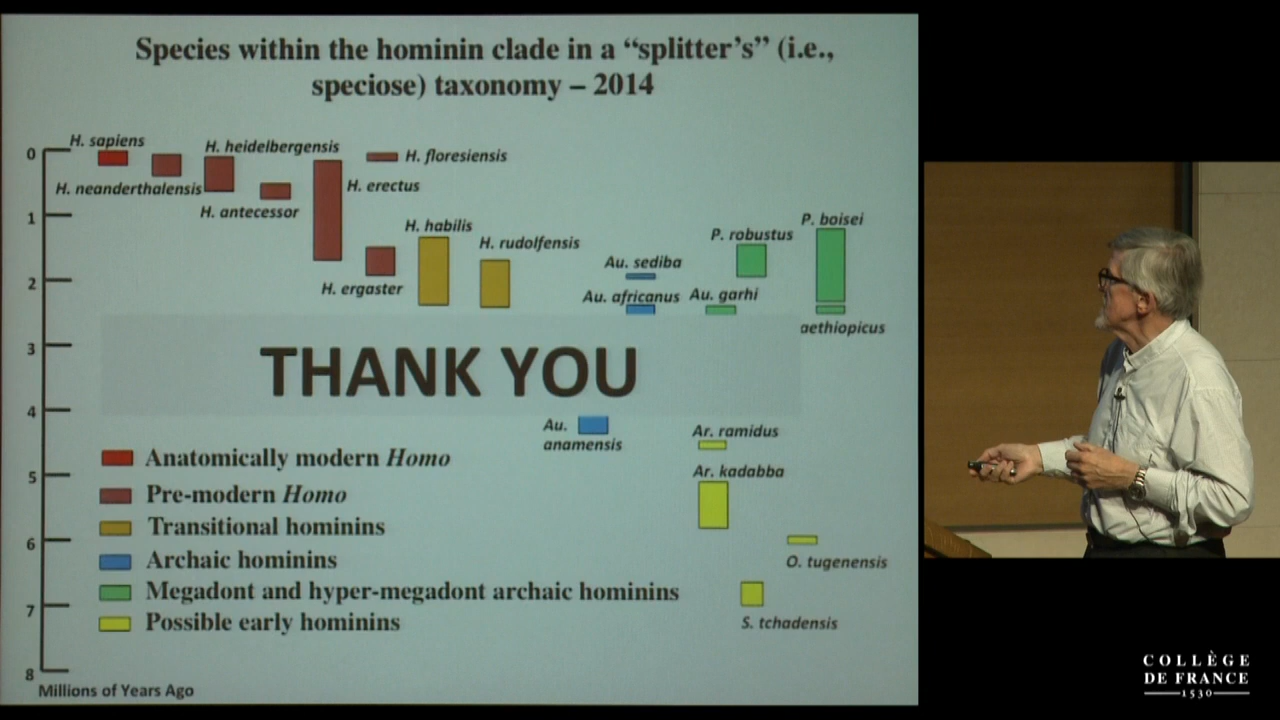 Species within the hominin clade in a “splitter’s” (i.e.,
speciose) taxonomy – 2014
H. sapiens
H. heidelbergensis
H. floresiensis
0
H. neanderthalensis
H. erectus
H. antecessor
1
H. habilis
P. boisei
H. rudolfensis
P. robustus
Au. sediba
2
H. ergaster
Au. africanus
Au. garhi
aethiopicus
3
THANK YOU
4
Au.
anamensis
Ar. ramidus
Anatomically modern Homo
Ar. kadabba
5
Pre-modern Homo
Transitional hominins
6
Archaic hominins
O. tugenensis
Megadont and hyper-megadont archaic hominins
7
Possible early hominins
S. tchadensis
8
Millions of Years Ago
COLLÈGE
DE FRANCE
1530